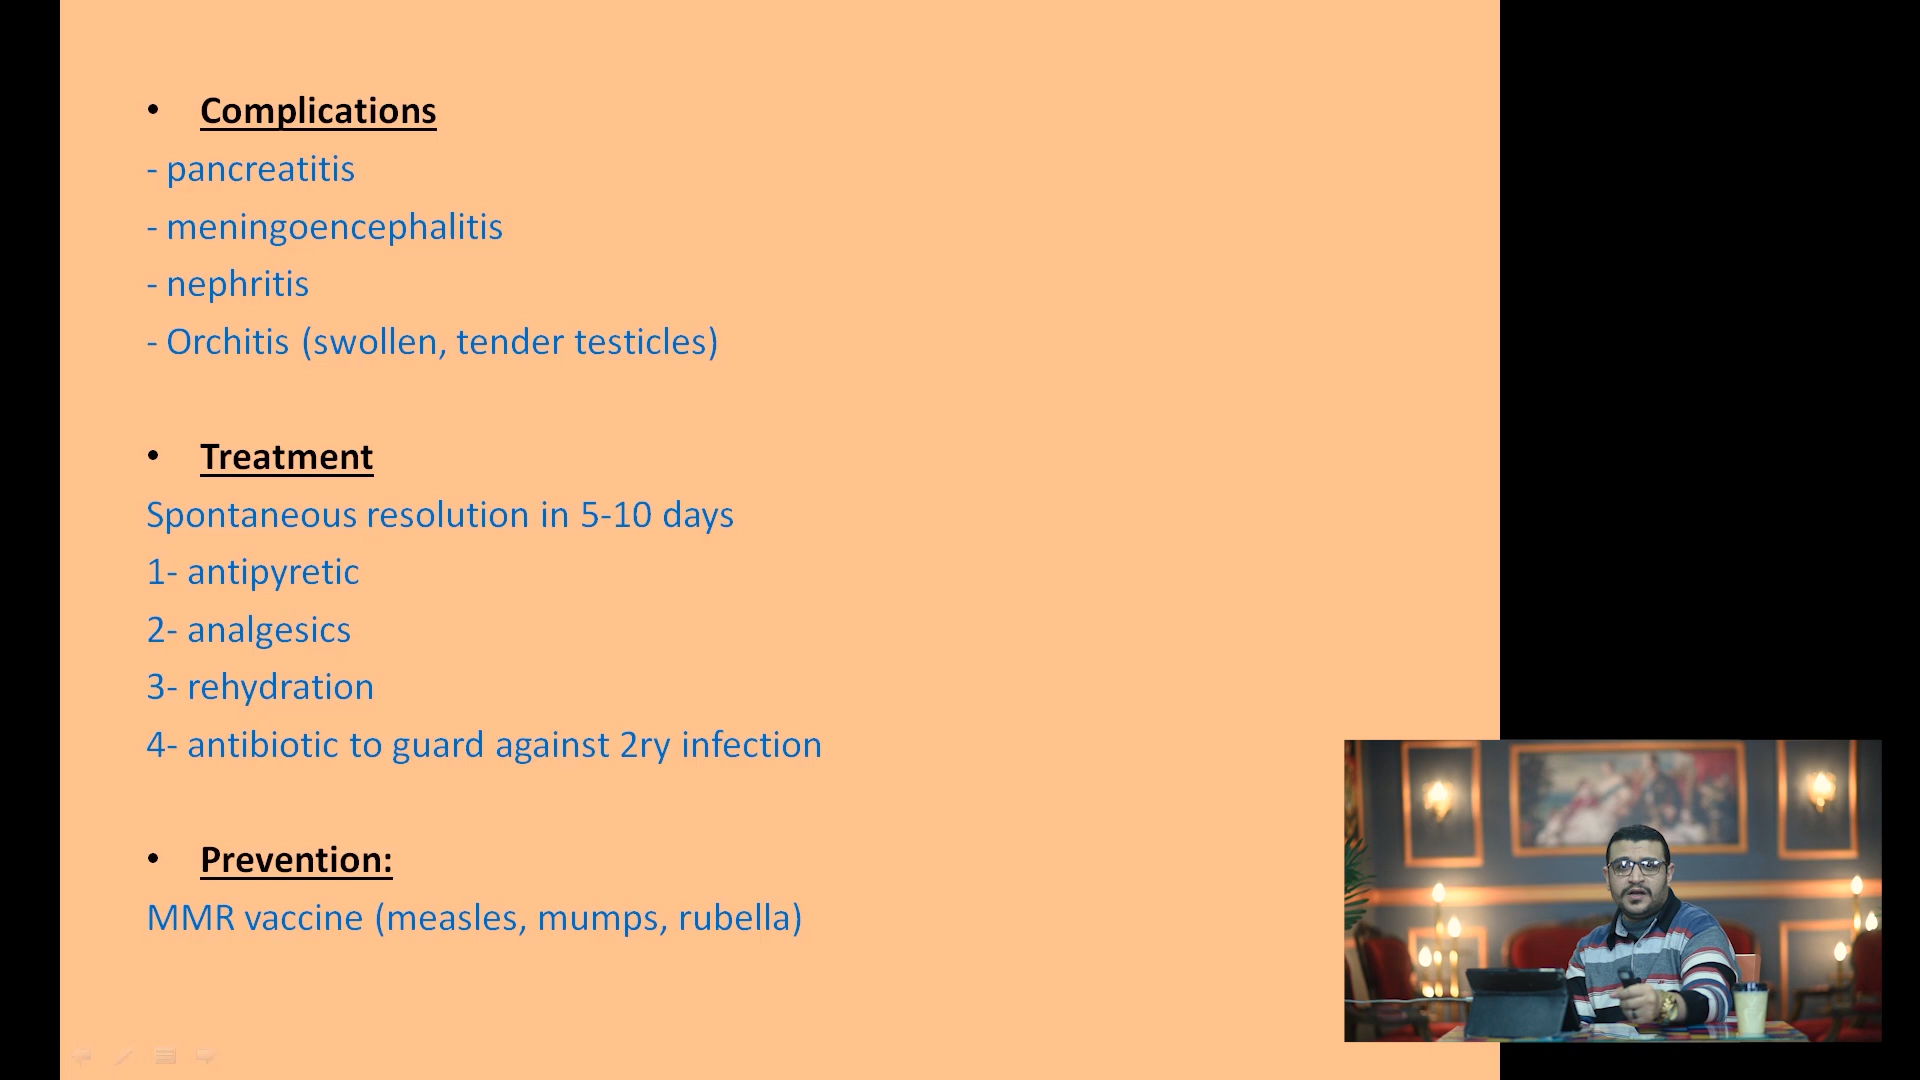 • Complications
- pancreatitis
- meningoencephalitis
- nephritis
- Orchitis (swollen, tender testicles)
• Treatment
Spontaneous resolution in 5-10 days
1- antipyretic
2- analgesics
3- rehydration
4- antibiotic to guard against 2ry infection
• Prevention:
MMR vaccine (measles, mumps, rubella)